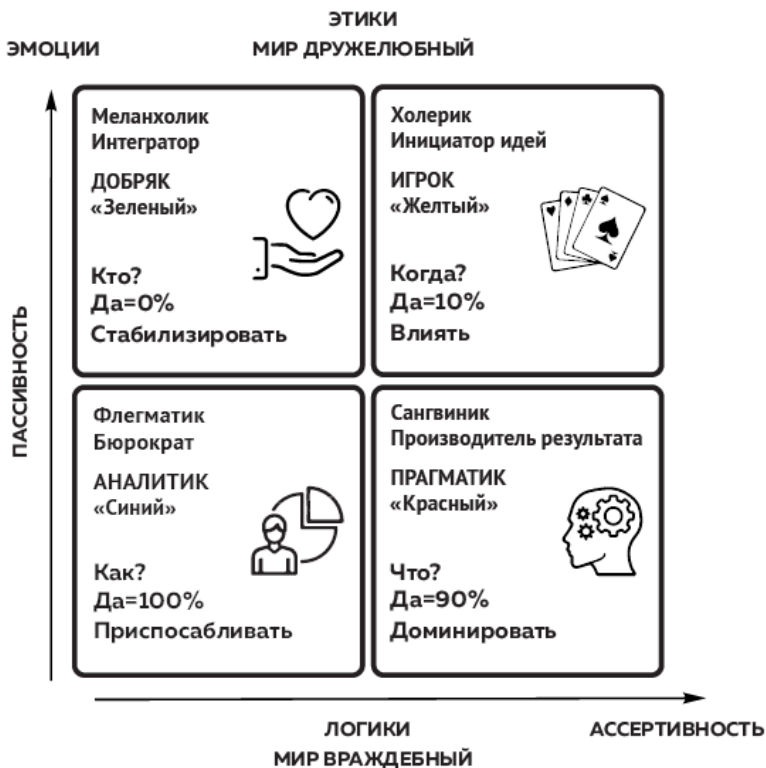 ЭТИКИ
ЭМОЦИИ
МИР ДРУЖЕЛЮБНЫЙ
Меланхолик
Интегратор
ДОБРЯК
«Зеленый»
Кто?
Да=0%
Стабилизировать
Холерик
Инициатор идей
ИГРОК
«Желтый»
Когда?
Да=10%
Влиять
ПАССИВНОСТЬ
Флегматик
Бюрократ
АНАЛИТИК
«Синий»
Как?
Да=100%
Приспосабливать
Сангвиник
Производитель результата
ПРАГМАТИК
«Красный»
Что?
Да=90%
Доминировать
ЛОГИКИ
АССЕРТИВНОСТЬ
МИР ВРАЖДЕБНЫЙ